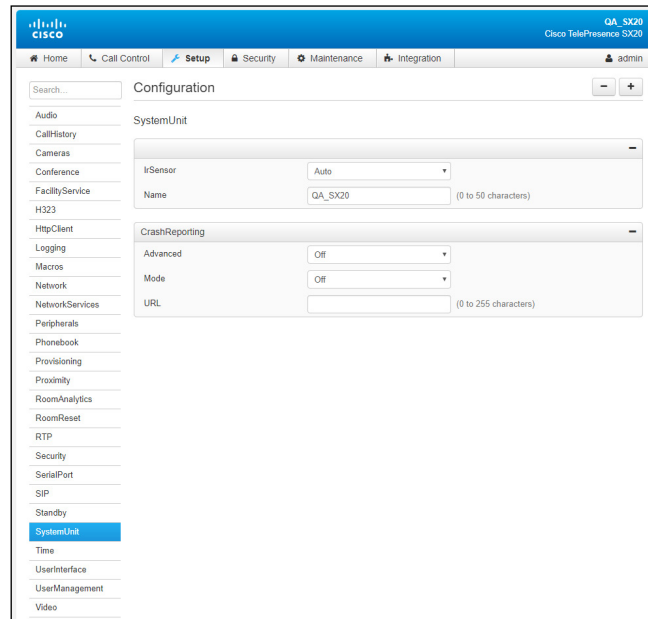 CISCO
QA_SX20
Cisco TelePresence SX20
Home Call Control Setup Security Maintenance Integration admin
Search...
Configuration
- +
Audio
CallHistory
Cameras
Conference
FacilityService
H323
HttpClient
Logging
Macros
Network
NetworkServices
Peripherals
Phonebook
Provisioning
Proximity
RoomAnalytics
RoomReset
RTP
Security
SerialPort
SIP
Standby
SystemUnit
Time
UserInterface
UserManagement
Video
SystemUnit
IrSensor Auto
Name QA_SX20 (0 to 50 characters)
CrashReporting
Advanced Off
Mode Off
URL (0 to 255 characters)